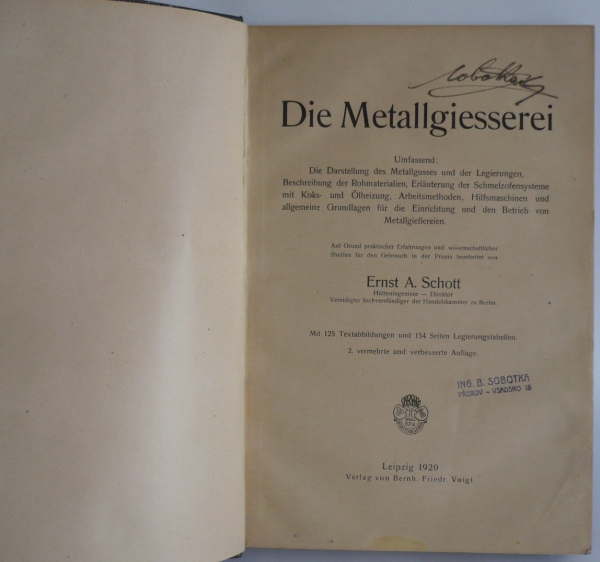 Sobotka
Die Metallgiesserei
Umfassend:
Die Darstellung des Metallgusses und der Legierungen,
Beschreibung der Rohmaterialien, Erläuterung der Schmelzofensysteme
mit Koks- und Ölheizung, Arbeitsmethoden, Hilfsmaschinen und
allgemeine Grundlagen für die Einrichtung und den Betrieb von
Metallgießereien.
Auf Grund praktischer Erfahrungen und wissenschaftlicher
Studien für den Gebrauch in der Praxis bearbeitet von
Ernst A. Schott
Hütteningenieur — Direktor
Vereidigter Sachverständiger der Handelskammer zu Berlin.
Mit 125 Textabbildungen und 154 Seiten Legierungstabellen.
2. vermehrte und verbesserte Auflage.
ING. B. SOBOTKA
PŘEROV - VSADSKO 18
Leipzig 1920
Verlag von Bernh. Friedr. Voigt.